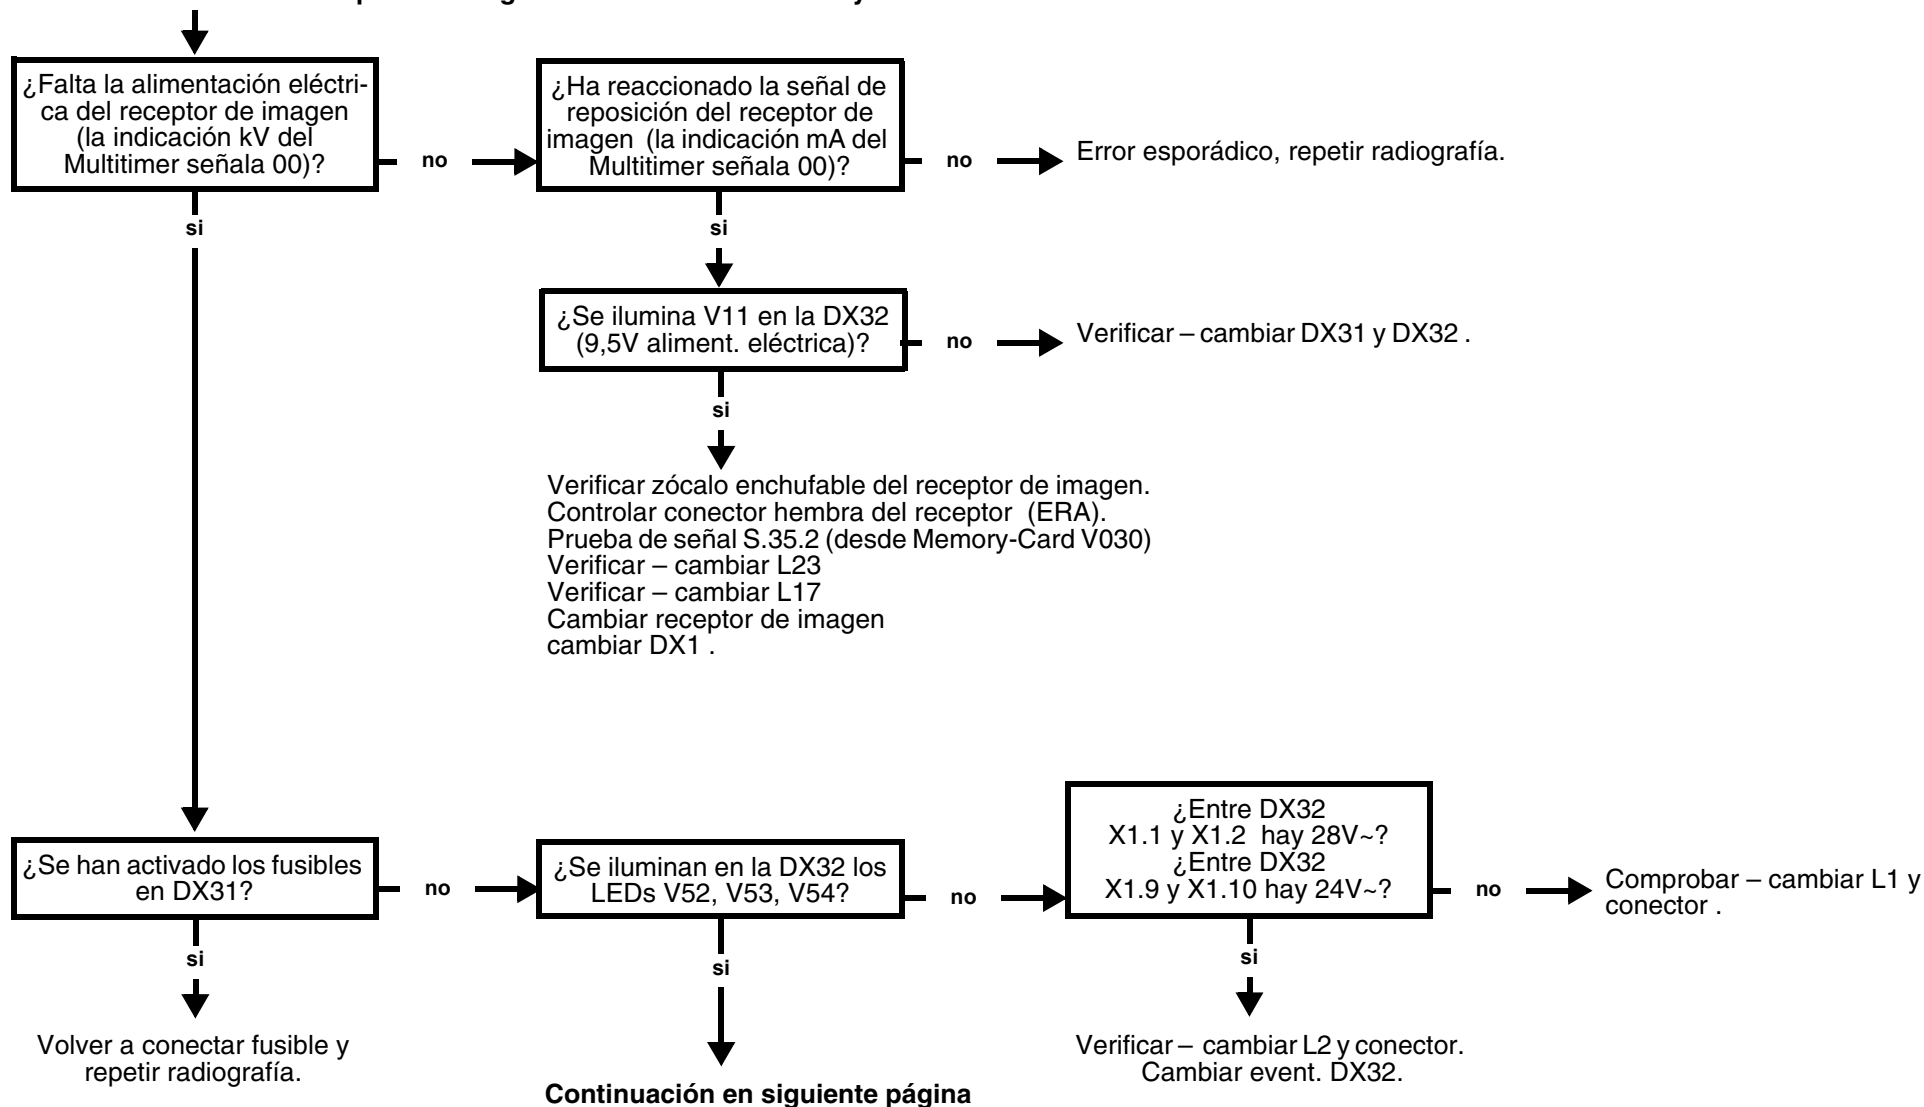 ¿Falta la alimentación eléctri-
ca del receptor de imagen
(la indicación kV del
Multitimer señala 00)?
no
¿Ha reaccionado la señal de
reposición del receptor de
imagen (la indicación mA del
Multitimer señala 00)?
no
Error esporádico, repetir radiografía.
si
si
¿Se ilumina V11 en la DX32
(9,5V aliment. eléctrica)?
no
Verificar – cambiar DX31 y DX32 .
si
Verificar zócalo enchufable del receptor de imagen.
Controlar conector hembra del receptor (ERA).
Prueba de señal S.35.2 (desde Memory-Card V030)
Verificar – cambiar L23
Verificar – cambiar L17
Cambiar receptor de imagen
cambiar DX1 .
¿Se han activado los fusibles
en DX31?
no
¿Se iluminan en la DX32 los
LEDs V52, V53, V54?
no
¿Entre DX32
X1.1 y X1.2 hay 28V~?
¿Entre DX32
X1.9 y X1.10 hay 24V~?
no
Comprobar – cambiar L1 y
conector .
si
si
si
Volver a conectar fusible y
repetir radiografía.
Continuación en siguiente página
Verificar – cambiar L2 y conector.
Cambiar event. DX32.